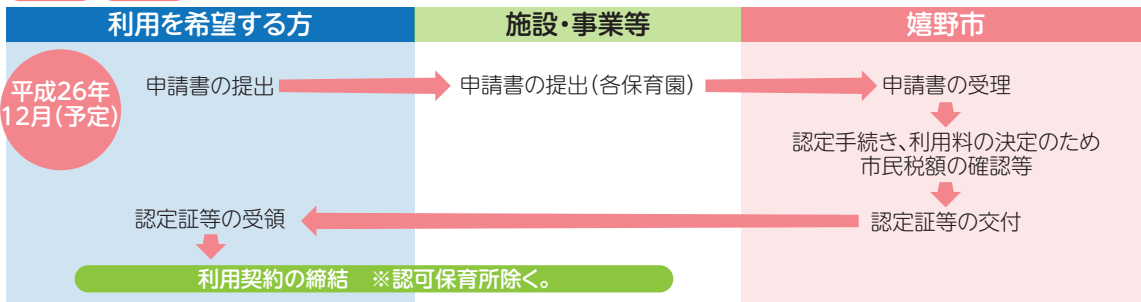 利用を希望する方
施設・事業等
嬉野市
平成26年
12月(予定)
申請書の提出
申請書の提出(各保育園)
申請書の受理
認定手続き、利用料の決定のため
市民税額の確認等
認定証等の受領
認定証等の交付
利用契約の締結　※認可保育所除く。